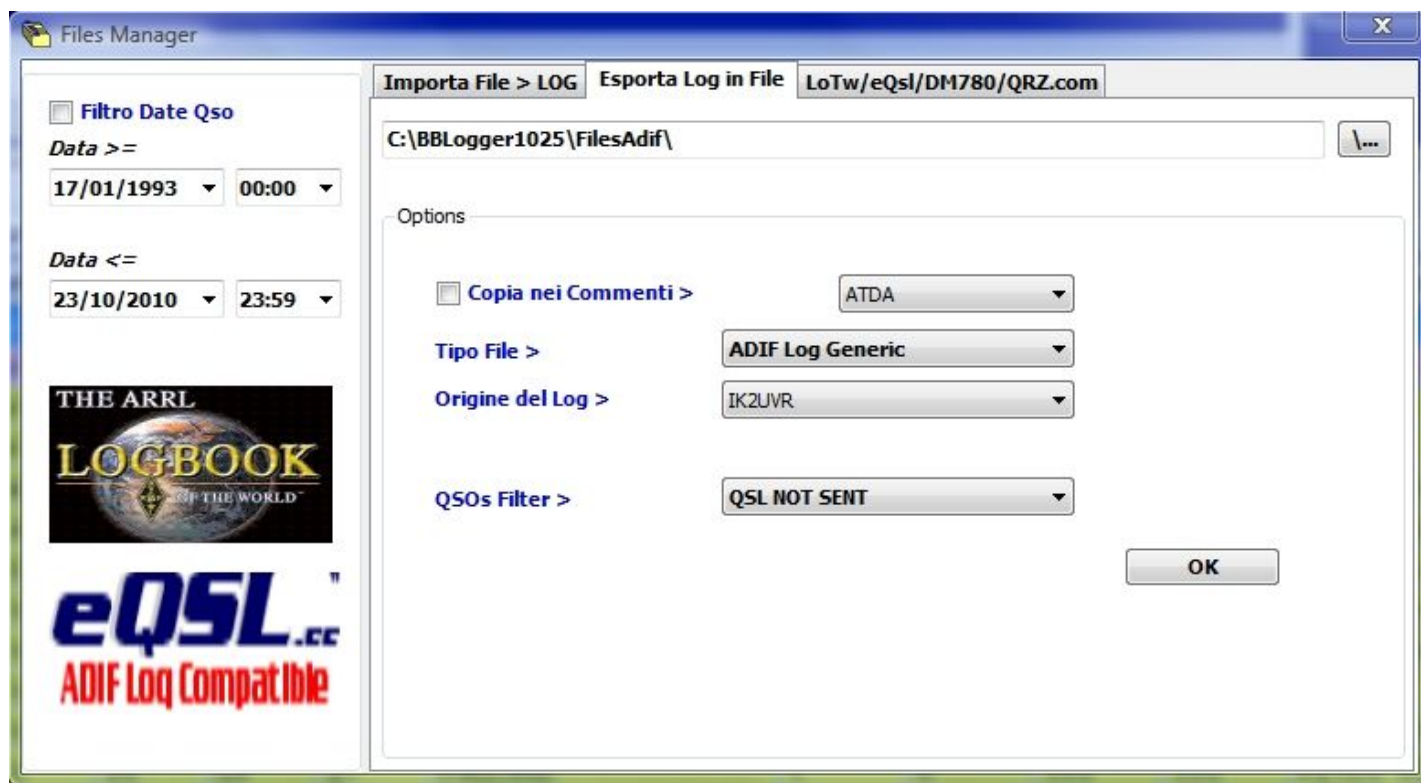 Files Manager
X
Filtro Date Qso
Data >=
17/01/1993 00:00
Data <=
23/10/2010 23:59
THE ARRL
LOGBOOK
OF THE WORLD
eQSL.cc
ADIF Log Compatible
Importa File > LOG Esporta Log in File LoTw/eQsl/DM780/QRZ.com
C:\BBLogger1025\FilesAdif\ \...
Options
Copia nei Commenti > ATDA
Tipo File > ADIF Log Generic
Origine del Log > IK2UVR
QSOs Filter > QSL NOT SENT
OK